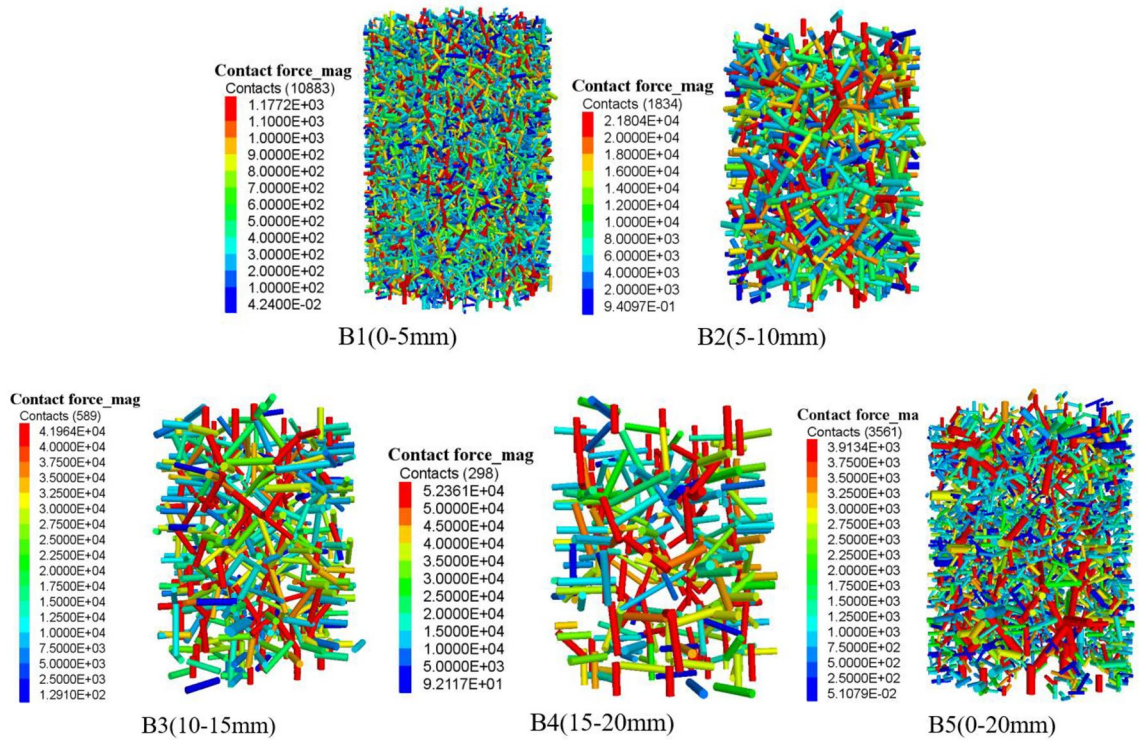 Contact force_mag
Contacts (10883)
1.1772E+03
1.1000E+03
1.0000E+03
9.0000E+02
8.0000E+02
7.0000E+02
6.0000E+02
5.0000E+02
4.0000E+02
3.0000E+02
2.0000E+02
1.0000E+02
4.2400E-02
B1(0-5mm)
Contact force_mag
Contacts (1834)
2.1804E+04
2.0000E+04
1.8000E+04
1.6000E+04
1.4000E+04
1.2000E+04
1.0000E+04
8.0000E+03
6.0000E+03
4.0000E+03
2.0000E+03
9.4097E-01
B2(5-10mm)
Contact force_mag
Contacts (589)
4.1964E+04
4.0000E+04
3.7500E+04
3.5000E+04
3.2500E+04
3.0000E+04
2.7500E+04
2.5000E+04
2.2500E+04
2.0000E+04
1.7500E+04
1.5000E+04
1.2500E+04
1.0000E+04
7.5000E+03
5.0000E+03
2.5000E+03
1.2910E+02
B3(10-15mm)
Contact force_mag
Contacts (298)
5.2361E+04
5.0000E+04
4.5000E+04
4.0000E+04
3.5000E+04
3.0000E+04
2.5000E+04
2.0000E+04
1.5000E+04
1.0000E+04
5.0000E+03
9.2117E+01
B4(15-20mm)
Contact force_ma
Contacts (3561)
3.9134E+03
3.7500E+03
3.5000E+03
3.2500E+03
3.0000E+03
2.7500E+03
2.5000E+03
2.2500E+03
2.0000E+03
1.7500E+03
1.5000E+03
1.2500E+03
1.0000E+03
7.5000E+02
5.0000E+02
2.5000E+02
5.1079E-02
B5(0-20mm)